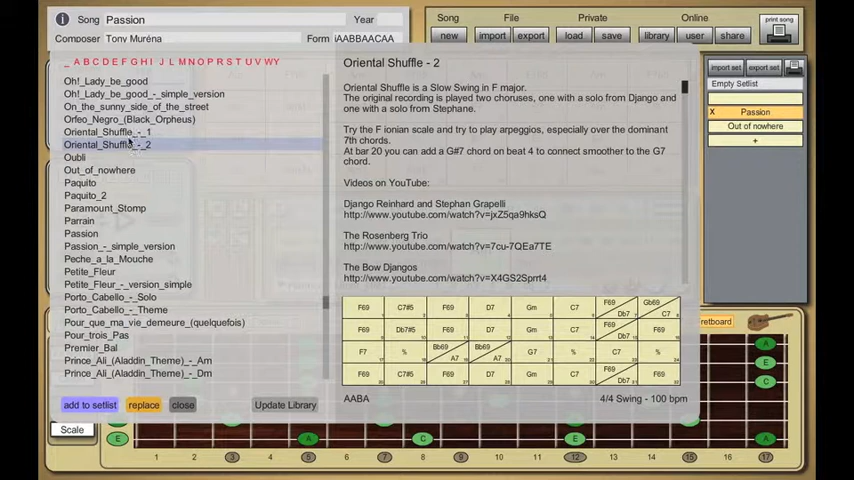 Song Passion Year
Composer Tony Muréna Form iAABBAACAA
Song File Private Online
new import export load save library user share
print song
_ A B C D E F G H I J L M N O P R S T U V W Y
Oh!_Lady_be_good
Oh!_Lady_be_good_-_simple_version
On_the_sunny_side_of_the_street
Orfeo_Negro_(Black_Orpheus)
Oriental_Shuffle_-_1
Oriental_Shuffle_-_2
Oubli
Out_of_nowhere
Paquito
Paquito_2
Paramount_Stomp
Parrain
Passion
Passion_-_simple_version
Peche_a_la_Mouche
Petite_Fleur
Petite_Fleur_-_version_simple
Porto_Cabello_-_Solo
Porto_Cabello_-_Theme
Pour_que_ma_vie_demeure_(quelquefois)
Pour_trois_Pas
Premier_Bal
Prince_Ali_(Aladdin_Theme)_-_Am
Prince_Ali_(Aladdin_Theme)_-_Dm
add to setlist replace close Update Library
Oriental Shuffle - 2
Oriental Shuffle is a Slow Swing in F major.
The original recording is played two choruses, one with a solo from Django and
one with a solo from Stephane.
Try the F ionian scale and try to play arpeggios, especially over the dominant
7th chords.
At bar 20 you can add a G#7 chord on beat 4 to connect smoother to the G7
chord.
Videos on YouTube:
Django Reinhard and Stephan Grapelli
http://www.youtube.com/watch?v=jxZ5qa9hksQ
The Rosenberg Trio
http://www.youtube.com/watch?v=7cu-7QEa7TE
The Bow Djangos
http://www.youtube.com/watch?v=X4GS2Sprrt4
F69 C7#5 F69 D7 Gm C7 F69 Db7 Gb69 C7
F69 Db7#5 F69 D7 Gm C7 F69 Db7 F69
F7 % Bb69 A7 Bb69 A7 G7 % C7 %
F69 C7#5 F69 D7 Gm C7 F69 Db7 F69
AABA 4/4 Swing - 100 bpm
import set export set
Empty Setlist
X Passion
Out of nowhere
+
retboard
A
E
C
Scale
E A C E A
1 2 3 4 5 6 7 8 9 10 11 12 13 14 15 16 17